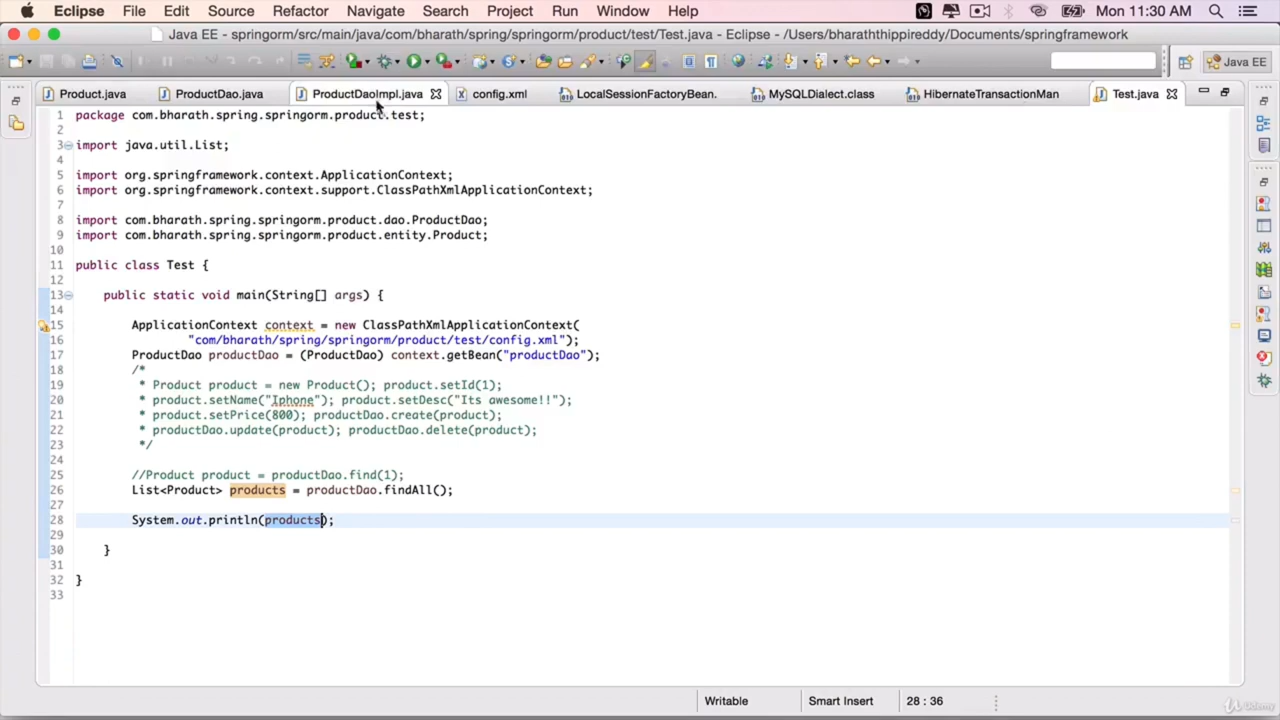 Eclipse File Edit Source Refactor Navigate Search Project Run Window Help Mon 11:30 AM
Java EE - springorm/src/main/java/com/bharath/spring/springorm/product/test/Test.java - Eclipse - /Users/bharaththippireddy/Documents/springframework
Java EE
Product.java ProductDao.java ProductDaoImpl.java config.xml LocalSessionFactoryBean. MySQLDialect.class HibernateTransactionMan Test.java
1 package com.bharath.spring.springorm.product.test;
2
3 import java.util.List;
4
5 import org.springframework.context.ApplicationContext;
6 import org.springframework.context.support.ClassPathXmlApplicationContext;
7
8 import com.bharath.spring.springorm.product.dao.ProductDao;
9 import com.bharath.spring.springorm.product.entity.Product;
10
11 public class Test {
12
13 public static void main(String[] args) {
14
15 ApplicationContext context = new ClassPathXmlApplicationContext(
16 "com/bharath/spring/springorm/product/test/config.xml");
17 ProductDao productDao = (ProductDao) context.getBean("productDao");
18 /*
19 * Product product = new Product(); product.setId(1);
20 * product.setName("Iphone"); product.setDesc("Its awesome!!");
21 * product.setPrice(800); productDao.create(product);
22 * productDao.update(product); productDao.delete(product);
23 */
24
25 //Product product = productDao.find(1);
26 List<Product> products = productDao.findAll();
27
28 System.out.println(products);
29
30 }
31
32 }
33
Writable Smart Insert 28 : 36
Udemy